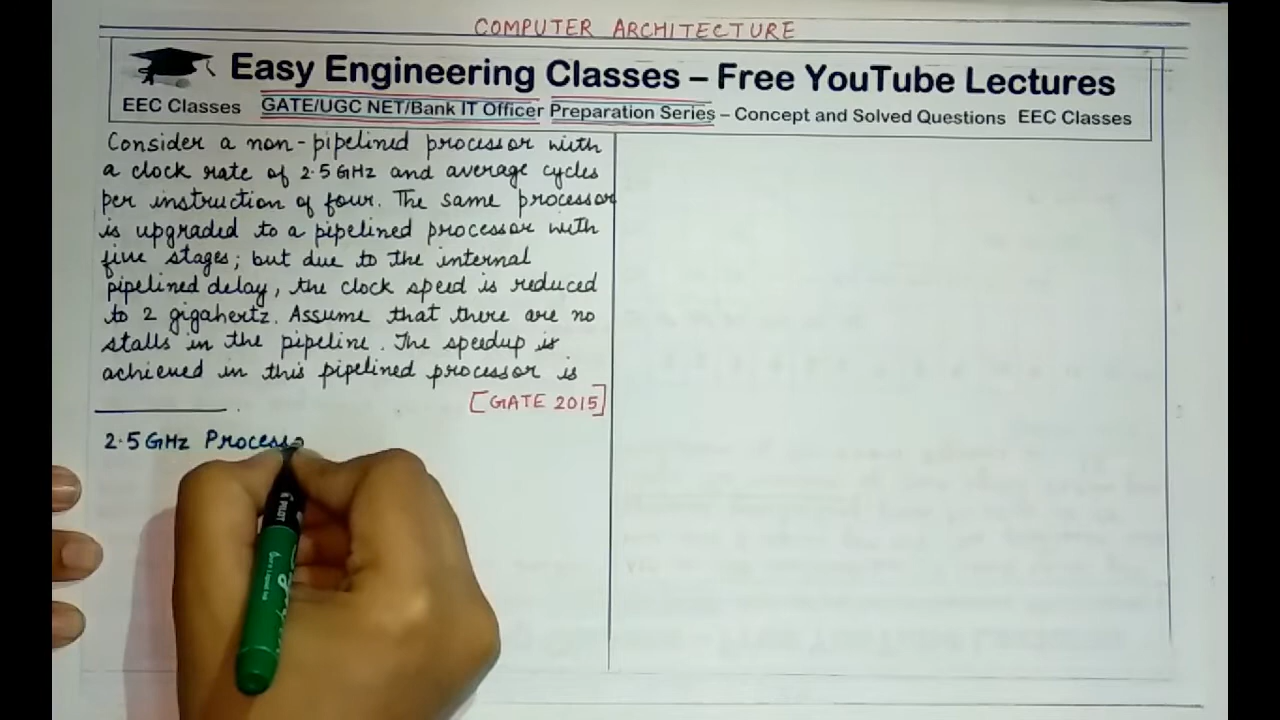 COMPUTER ARCHITECTURE
Easy Engineering Classes – Free YouTube Lectures
EEC Classes GATE/UGC NET/Bank IT Officer Preparation Series – Concept and Solved Questions EEC Classes
Consider a non-pipelined processor with
a clock rate of 2.5 GHz and average cycles
per instruction of four. The same processor
is upgraded to a pipelined processor with
five stages; but due to the internal
pipelined delay, the clock speed is reduced
to 2 gigahertz. Assume that there are no
stalls in the pipeline. The speedup is
achieved in this pipelined processor is
________ . [GATE 2015]
2.5 GHz Processo
PILOT